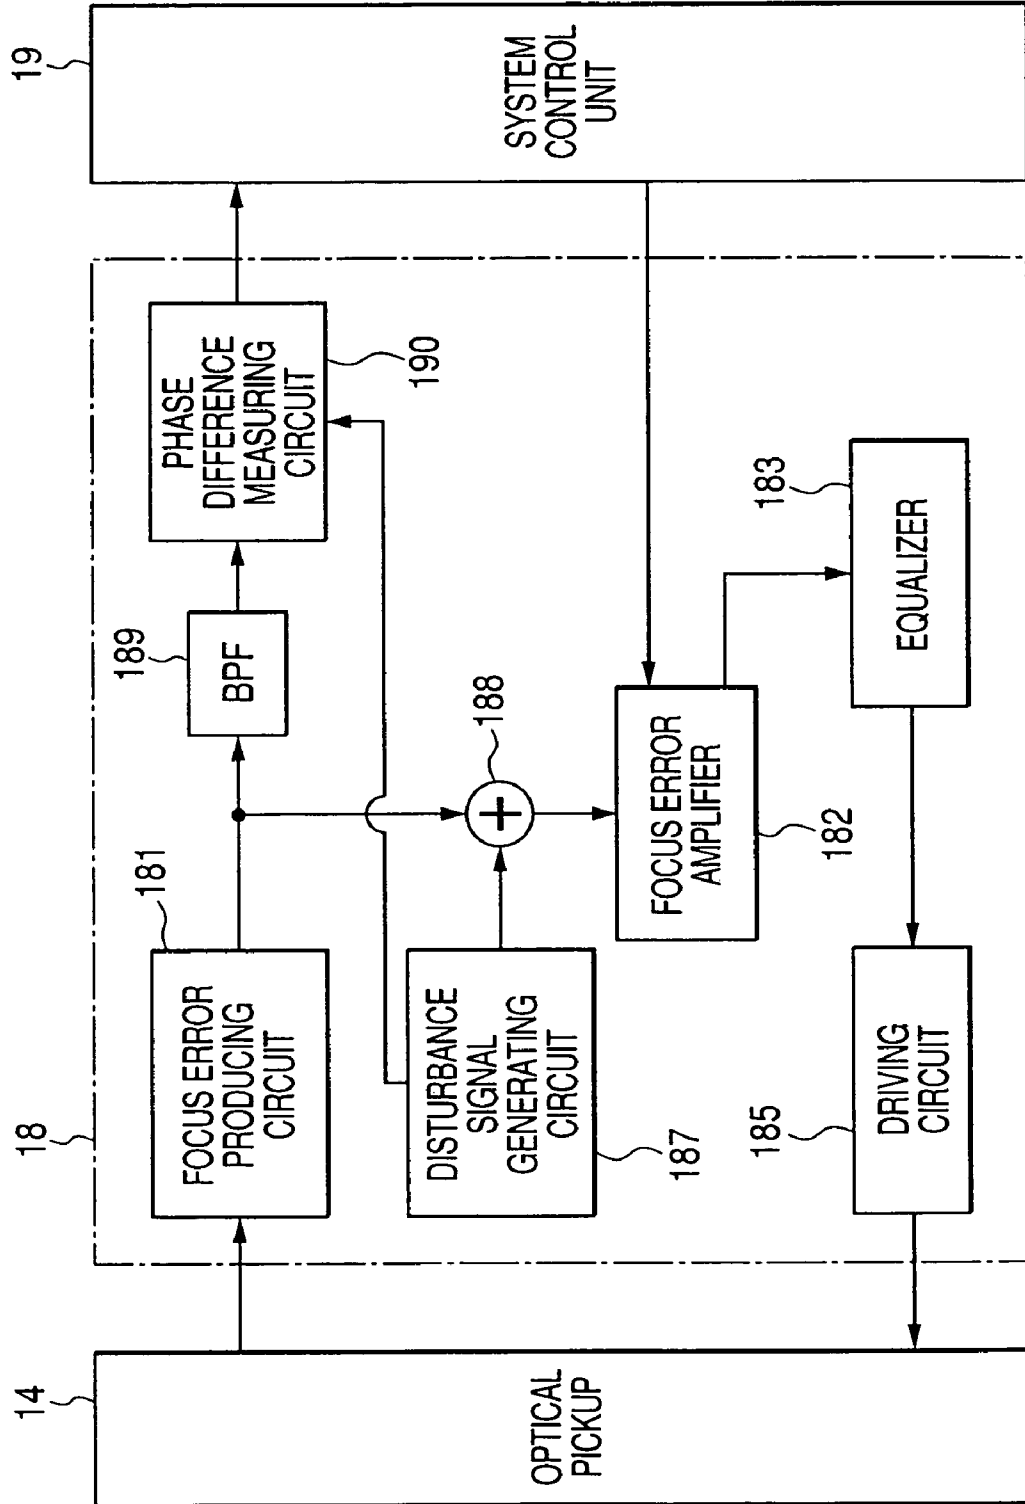 14
OPTICAL
PICKUP
18
181
FOCUS ERROR
PRODUCING
CIRCUIT
189
BPF
PHASE
DIFFERENCE
MEASURING
CIRCUIT
190
19
SYSTEM
CONTROL
UNIT
DISTURBANCE
SIGNAL
GENERATING
CIRCUIT
187
188
+
FOCUS ERROR
AMPLIFIER
182
183
EQUALIZER
185
DRIVING
CIRCUIT